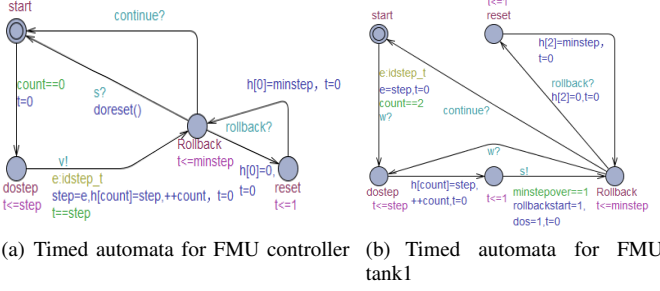 start
continue?
count==0
t=0
s?
doreset()
h[0]=minstep, t=0
rollback?
Rollback
t<=minstep
v!
e:idstep_t
step=e,h[count]=step,++count, t=0
t==step
dostep
t<=step
h[0]=0,
t=0
reset
t<=1
(a) Timed automata for FMU controller
t<=1
start
reset
h[2]=minstep,
t=0
e:idstep_t
e=step,t=0
count==2
w?
continue?
rollback?
h[2]=0,t=0
w?
dostep
t<=step
h[count]=step,
++count,t=0
t<=1
s!
minstepover==1
rollbackstart=1,
dos=1,t=0
Rollback
t<=minstep
(b) Timed automata for FMU
tank1